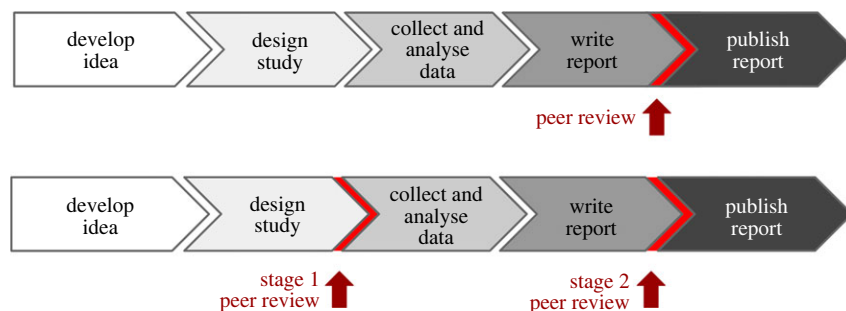 develop
idea
design
study
collect and
analyse
data
write
report
publish
report
peer review
develop
idea
design
study
collect and
analyse
data
write
report
publish
report
stage 1
peer review
stage 2
peer review